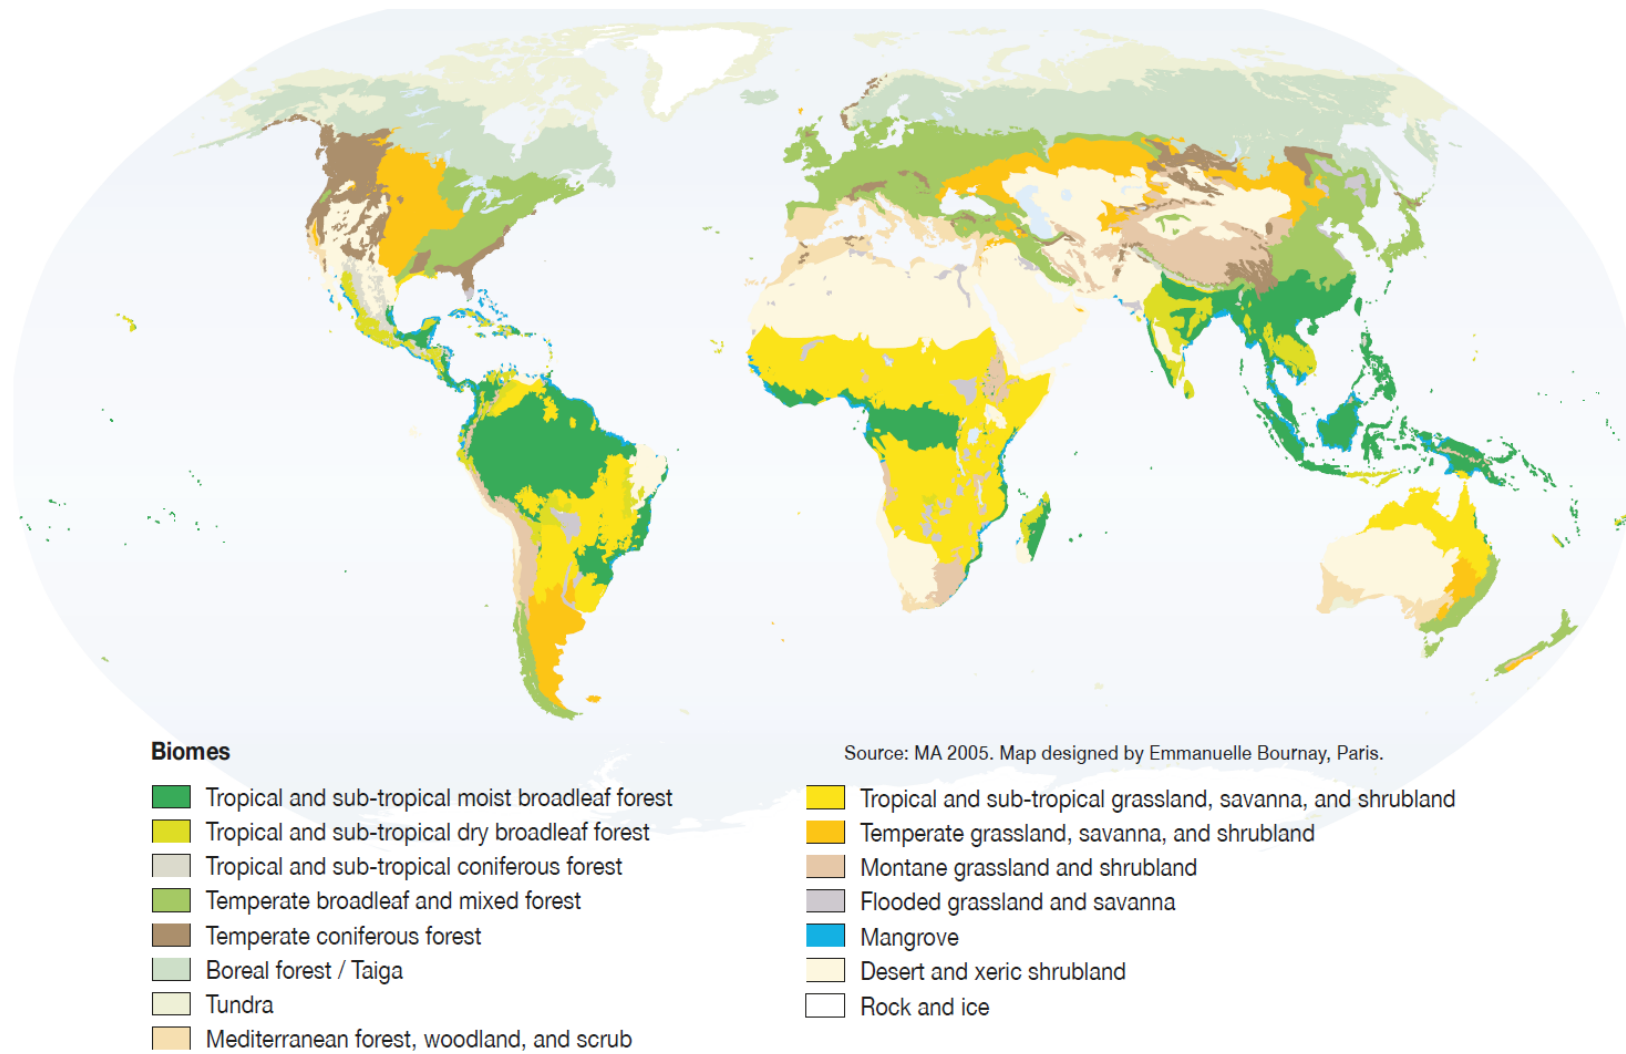 Biomes
Source: MA 2005. Map designed by Emmanuelle Bournay, Paris.
Tropical and sub-tropical moist broadleaf forest
Tropical and sub-tropical dry broadleaf forest
Tropical and sub-tropical coniferous forest
Temperate broadleaf and mixed forest
Temperate coniferous forest
Boreal forest / Taiga
Tundra
Mediterranean forest, woodland, and scrub
Tropical and sub-tropical grassland, savanna, and shrubland
Temperate grassland, savanna, and shrubland
Montane grassland and shrubland
Flooded grassland and savanna
Mangrove
Desert and xeric shrubland
Rock and ice